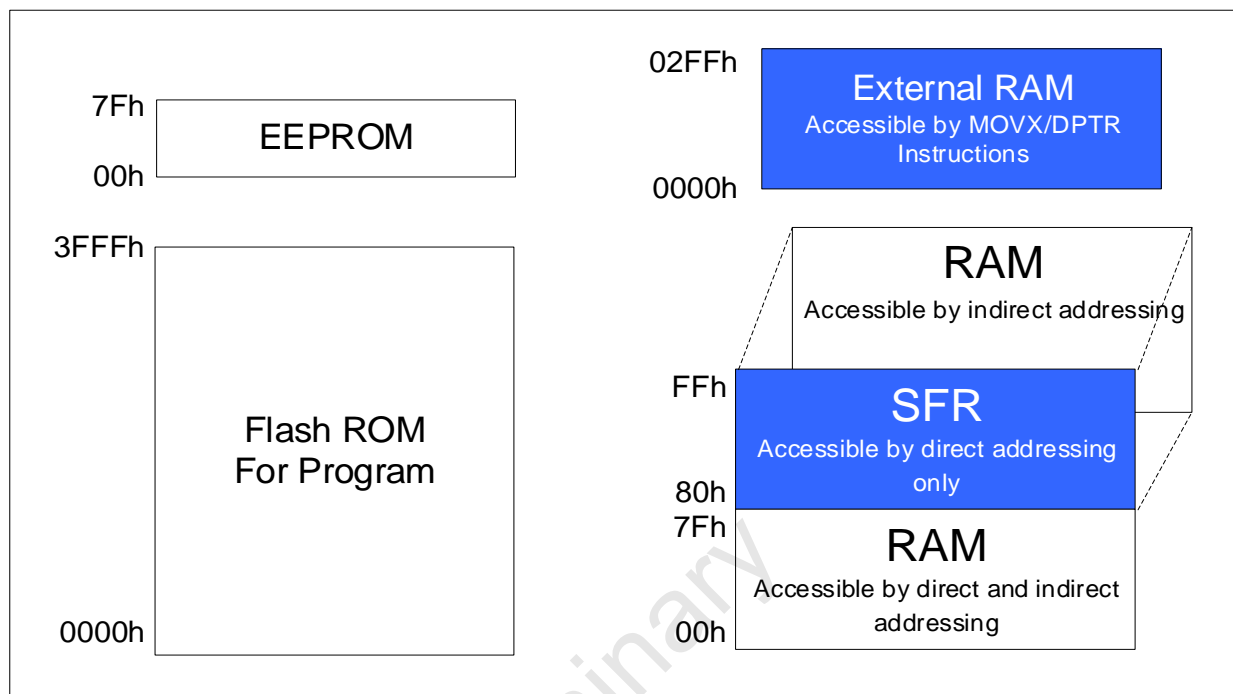 7Fh
EEPROM
00h
3FFFh
Flash ROM
For Program
0000h
02FFh
External RAM
Accessible by MOVX/DPTR
Instructions
0000h
RAM
Accessible by indirect addressing
FFh
SFR
Accessible by direct addressing
only
80h
7Fh
RAM
Accessible by direct and indirect
addressing
00h